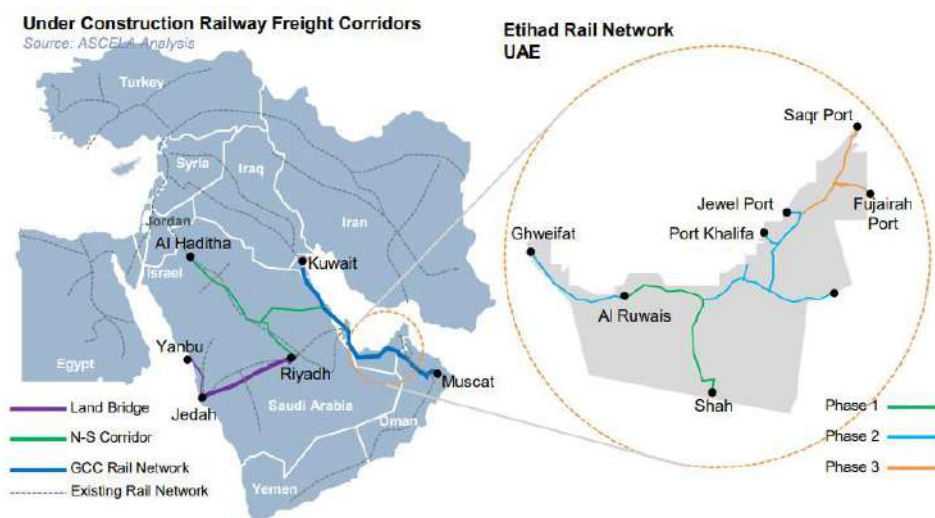 Under Construction Railway Freight Corridors
Source: ASCELA Analysis
Turkey
Syria
Iraq
Iran
Jordan
Al Haditha
Israel
Kuwait
Egypt
Yanbu
Riyadh
Jedah
Saudi Arabia
Muscat
Oman
Yemen
Land Bridge
N-S Corridor
GCC Rail Network
Existing Rail Network
Etihad Rail Network
UAE
Saqr Port
Jewel Port
Fujairah
Port
Port Khalifa
Ghweifat
Al Ruwais
Shah
Phase 1
Phase 2
Phase 3